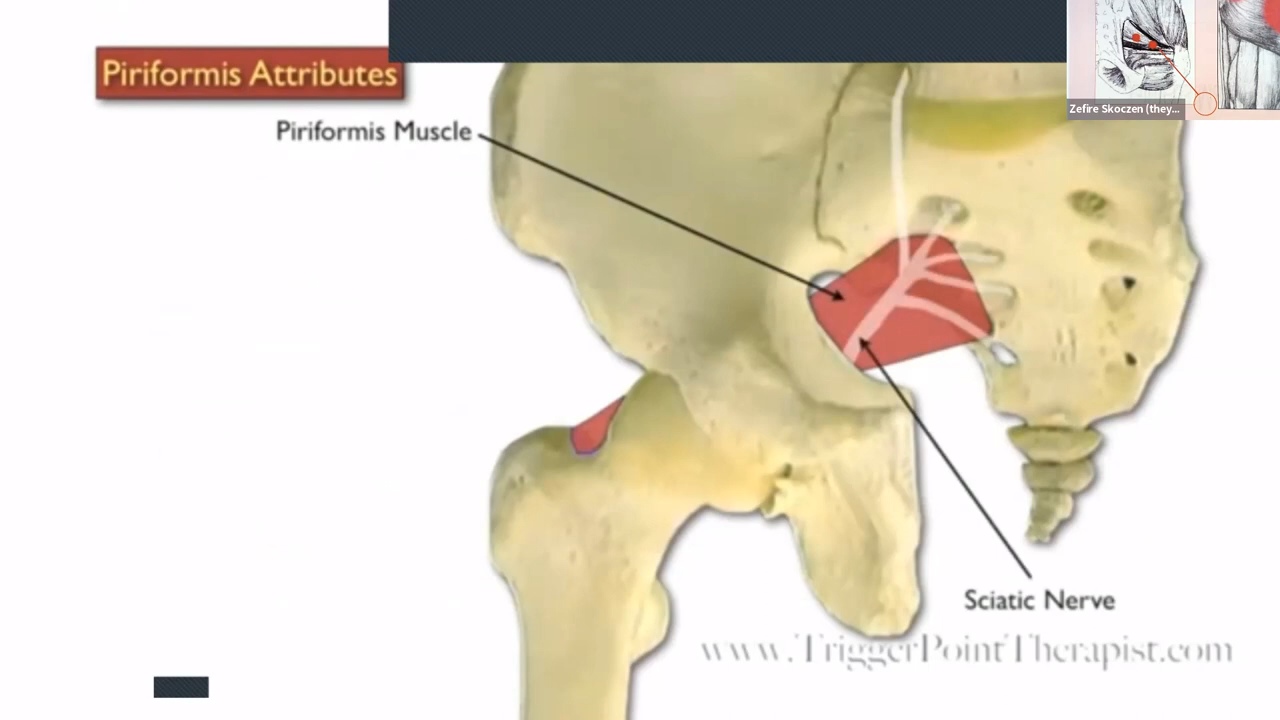 Piriformis Attributes
Zefire Skoczen (they...
Piriformis Muscle
Sciatic Nerve
www.TriggerPointTherapist.com